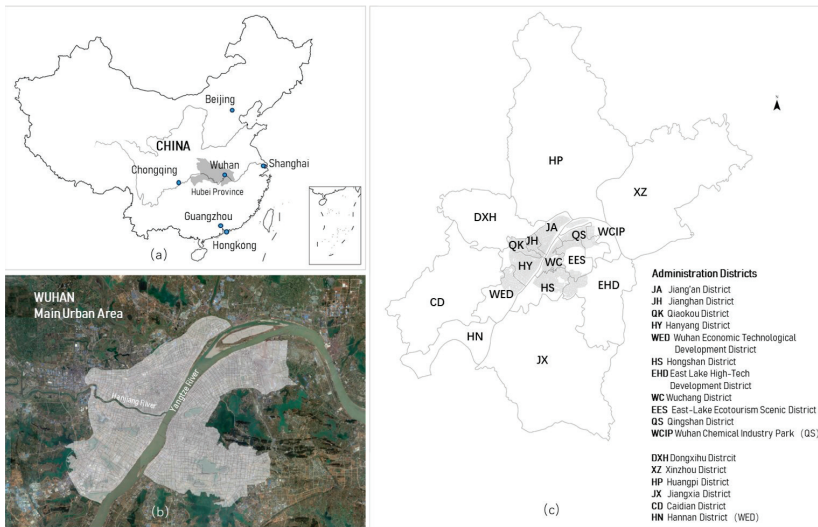 Beijing
CHINA
Wuhan
Shanghai
Chongqing
Hubei Province
Guangzhou
Hongkong
(a)
WUHAN
Main Urban Area
Hanjiang River
Yangtze River
(b)
N
HP
XZ
DXH
JA
QS
WCIP
QK
JH
HY
WC
EES
WED
HS
EHD
CD
HN
JX
(c)
Administration Districts
JA Jiang'an District
JH Jianghan District
QK Qiaokou District
HY Hanyang District
WED Wuhan Economic Technological
Development District
HS Hongshan District
EHD East Lake High-Tech
Development District
WC Wuchang District
EES East-Lake Ecotourism Scenic District
QS Qingshan District
WCIP Wuhan Chemical Industry Park (QS)
DXH Dongxihu Distrcit
XZ Xinzhou District
HP Huangpi District
JX Jiangxia District
CD Caidian District
HN Hannan District (WED)